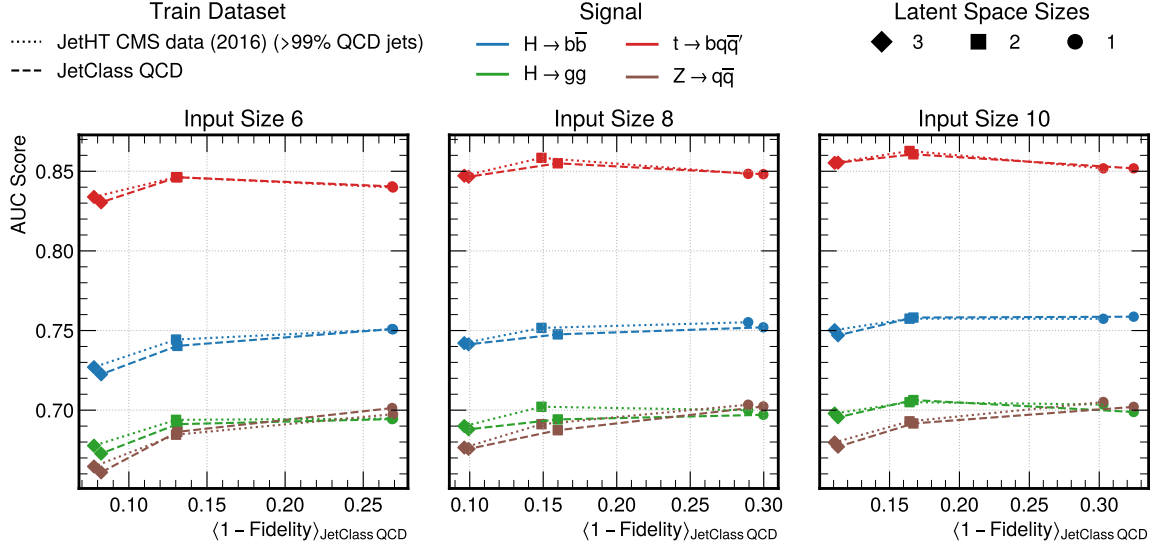 Train Dataset
JetHT CMS data (2016) (>99% QCD jets)
JetClass QCD
Signal
H → bb̅
H → gg
t → bqq̅′
Z → qq̅
Latent Space Sizes
3 2 1
Input Size 6
Input Size 8
Input Size 10
AUC Score
0.85
0.80
0.75
0.70
0.10 0.15 0.20 0.25
0.10 0.15 0.20 0.25 0.30
0.15 0.20 0.25 0.30
⟨1 − Fidelity⟩JetClass QCD
⟨1 − Fidelity⟩JetClass QCD
⟨1 − Fidelity⟩JetClass QCD